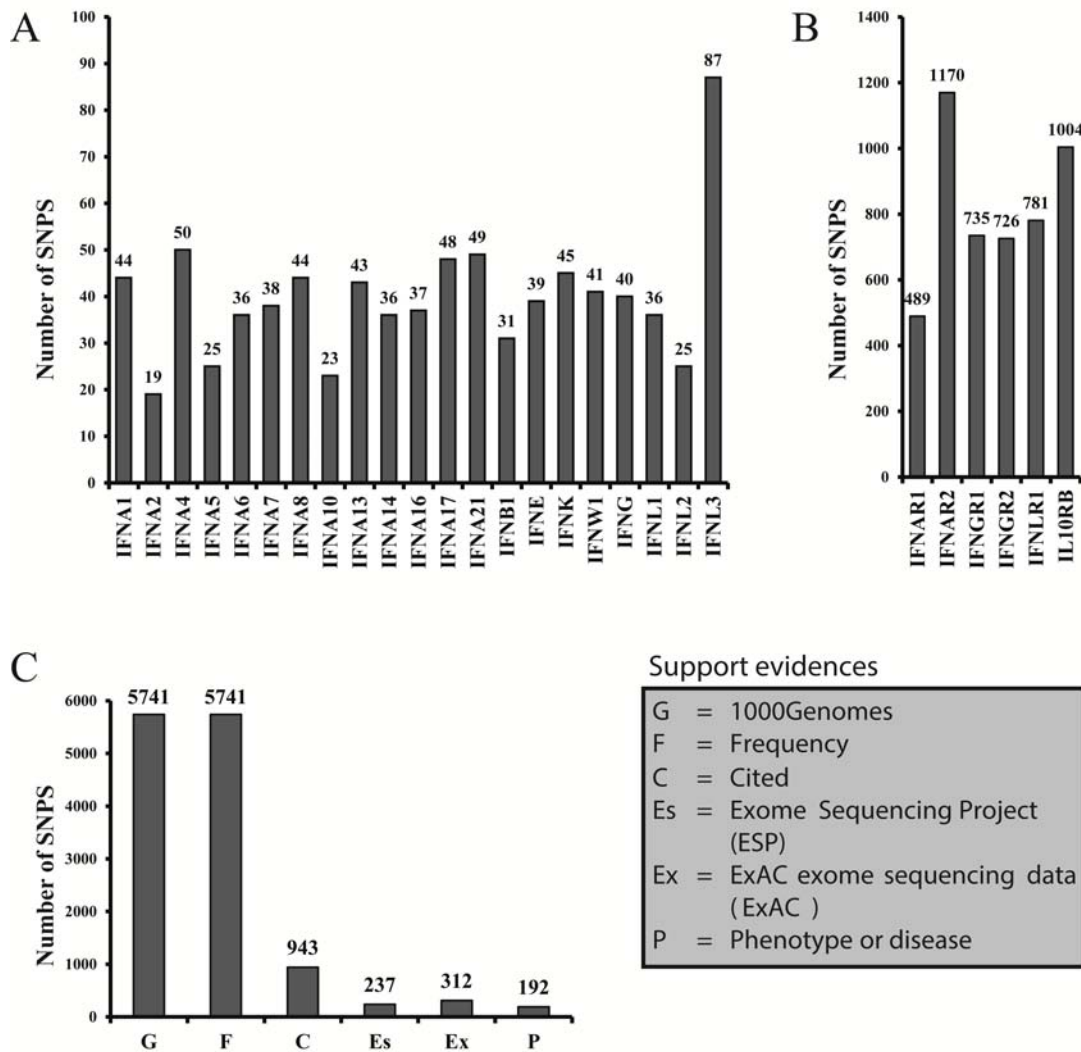 A
Number of SNPS
100
90
80
70
60
50
40
30
20
10
0
44
19
50
25
36
38
44
23
43
36
37
48
49
31
39
45
41
40
36
25
87
IFNA1
IFNA2
IFNA4
IFNA5
IFNA6
IFNA7
IFNA8
IFNA10
IFNA13
IFNA14
IFNA16
IFNA17
IFNA21
IFNB1
IFNE
IFNK
IFNW1
IFNG
IFNL1
IFNL2
IFNL3
B
Number of SNPS
1400
1200
1000
800
600
400
200
0
489
1170
735
726
781
1004
IFNAR1
IFNAR2
IFNGR1
IFNGR2
IFNLR1
IL10RB
C
Number of SNPS
6000
5000
4000
3000
2000
1000
0
5741
5741
943
237
312
192
G
F
C
Es
Ex
P
Support evidences
G = 1000Genomes
F = Frequency
C = Cited
Es = Exome Sequencing Project
(ESP)
Ex = ExAC exome sequencing data
( ExAC )
P = Phenotype or disease